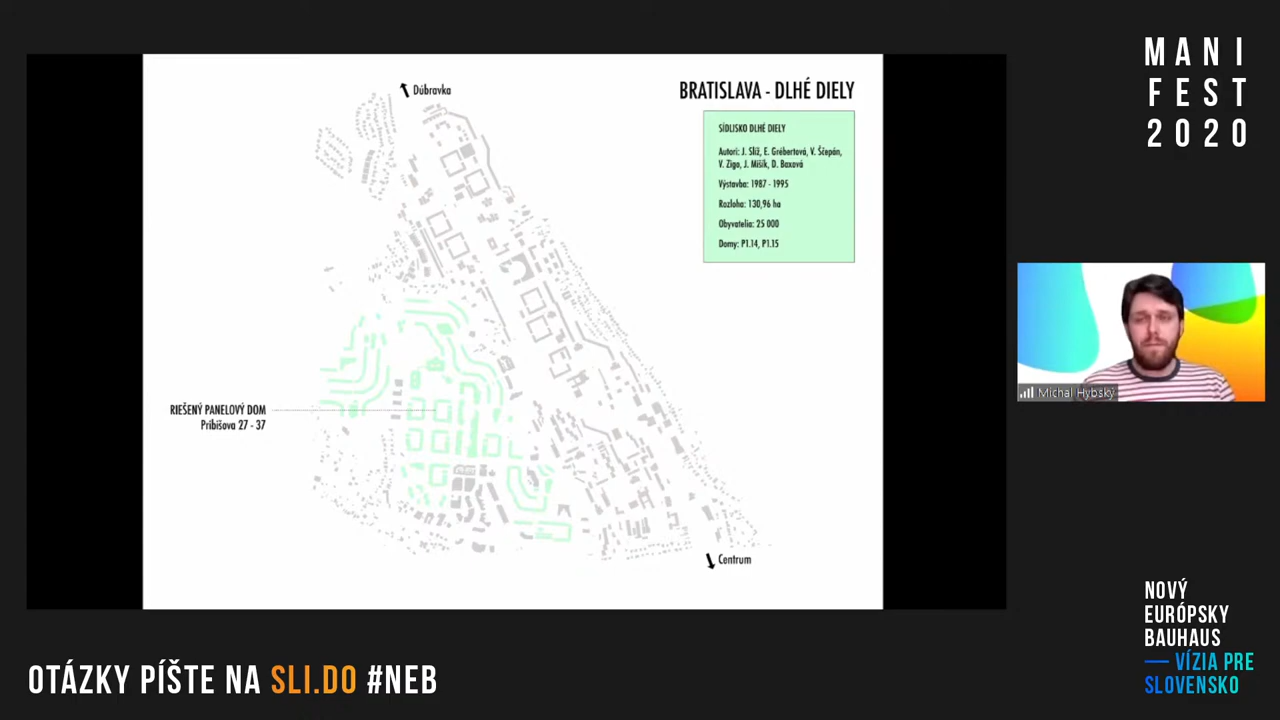 Dúbravka
BRATISLAVA - DLHÉ DIELY
SÍDLISKO DLHÉ DIELY
Autori: J. Slíž, E. Grébertová, V. Ščepán,
V. Zigo, J. Mišík, D. Baxová
Výstavba: 1987 - 1995
Rozloha: 130,96 ha
Obyvatelia: 25 000
Domy: P1.14, P1.15
RIEŠENÝ PANELOVÝ DOM
Pribišova 27 - 37
Centrum
MANI
FEST
2020
Michal Hybský
NOVÝ
EURÓPSKY
BAUHAUS
— VÍZIA PRE
SLOVENSKO
OTÁZKY PÍŠTE NA SLI.DO #NEB